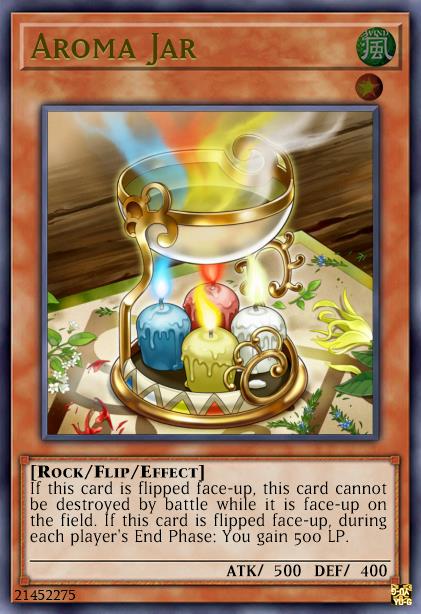 Aroma Jar
WIND
風
[Rock/Flip/Effect]
If this card is flipped face-up, this card cannot
be destroyed by battle while it is face-up on
the field. If this card is flipped face-up, during
each player's End Phase: You gain 500 LP.
ATK/ 500 DEF/ 400
21452275